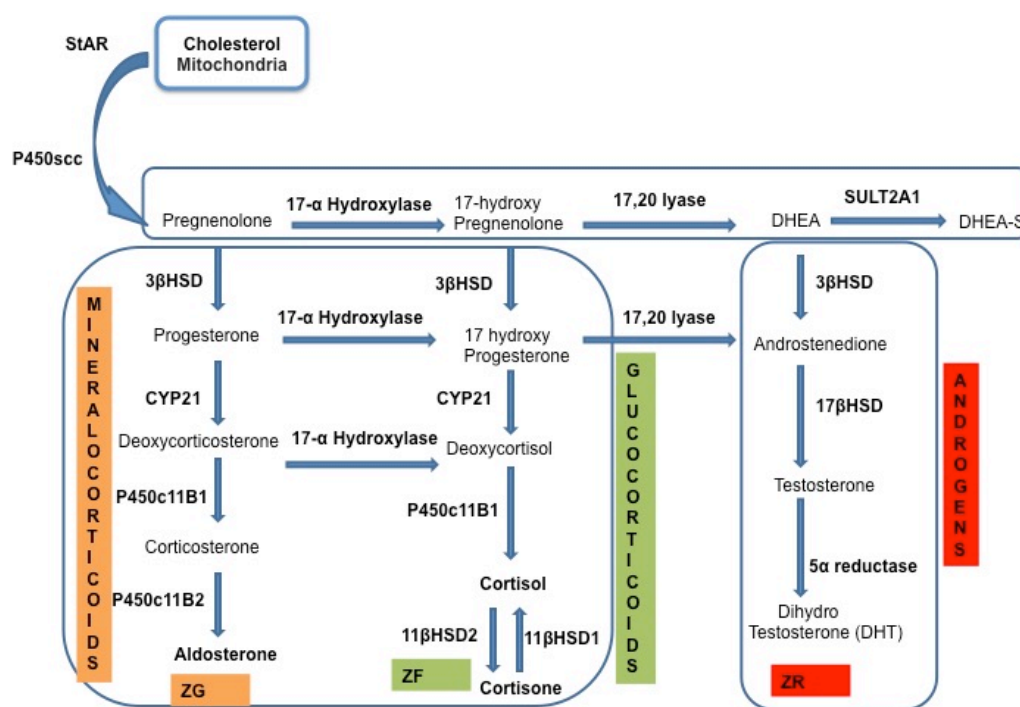 StAR
Cholesterol
Mitochondria
P450scc
Pregnenolone
17-α Hydroxylase
17-hydroxy
Pregnenolone
17,20 lyase
DHEA
SULT2A1
DHEA-S
3βHSD
3βHSD
3βHSD
MINERALOCORTICOIDS
Progesterone
17-α Hydroxylase
17 hydroxy
Progesterone
17,20 lyase
Androstenedione
GLUCOCORTICOIDS
ANDROGENS
CYP21
CYP21
17βHSD
Deoxycorticosterone
17-α Hydroxylase
Deoxycortisol
Testosterone
P450c11B1
P450c11B1
Corticosterone
5α reductase
Cortisol
P450c11B2
Dihydro
Testosterone (DHT)
11βHSD2
11βHSD1
Aldosterone
ZG
ZF
Cortisone
ZR